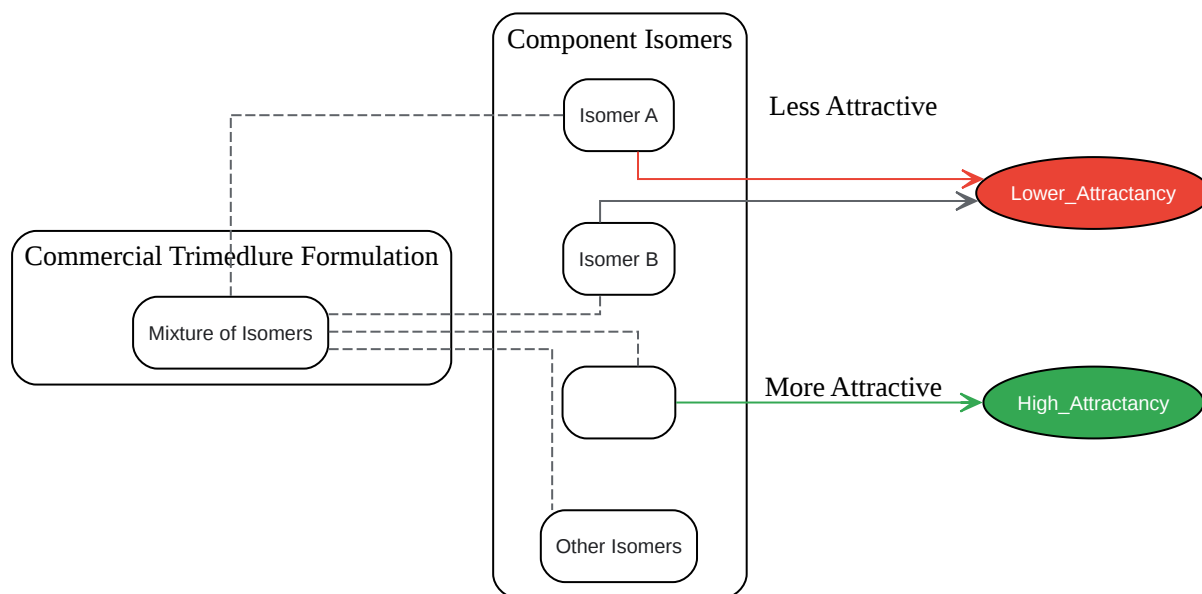 Component Isomers
Isomer A
Less Attractive
Lower_Attractancy
Commercial Trimedlure Formulation
Isomer B
Mixture of Isomers
More Attractive
High_Attractancy
Other Isomers